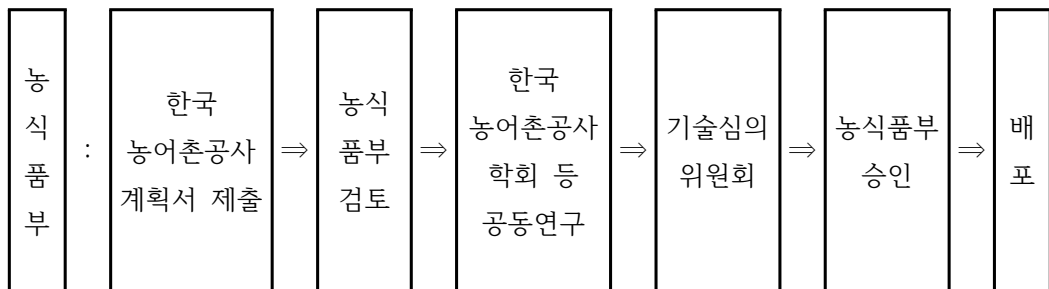 농
식
품
부
:
한국
농어촌공사
계획서 제출
⇒
농식
품부
검토
⇒
한국
농어촌공사
학회 등
공동연구
⇒
기술심의
위원회
⇒
농식품부
승인
⇒
배
포